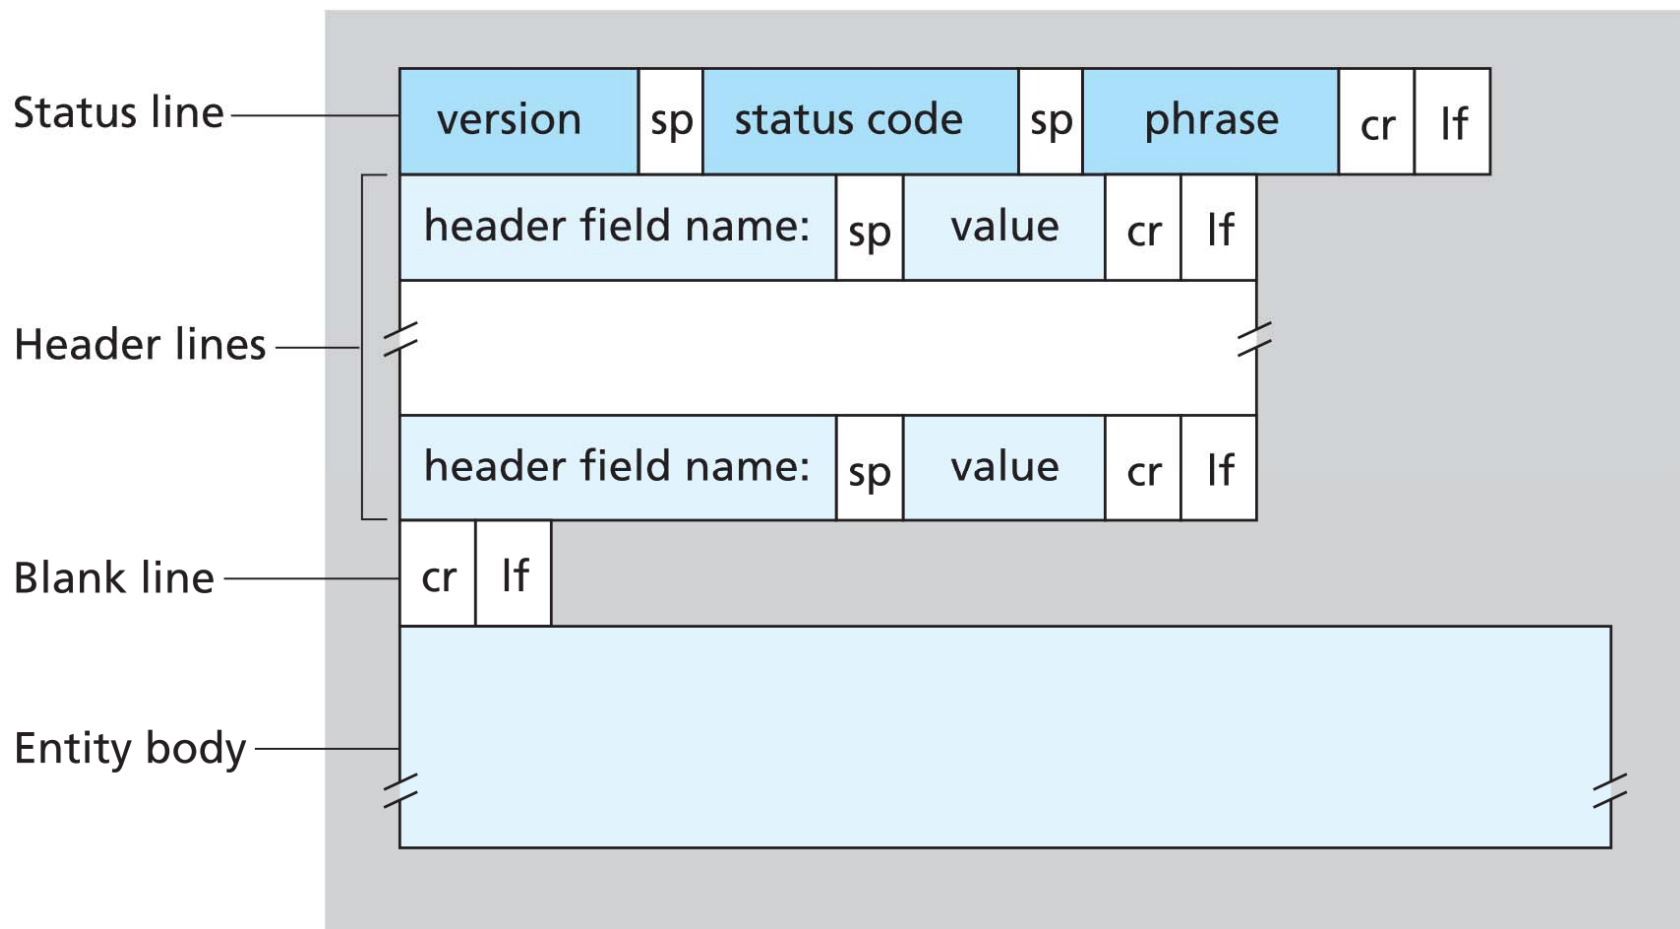 Status line version sp status code sp phrase cr lf
header field name: sp value cr lf
Header lines
header field name: sp value cr lf
Blank line cr lf
Entity body